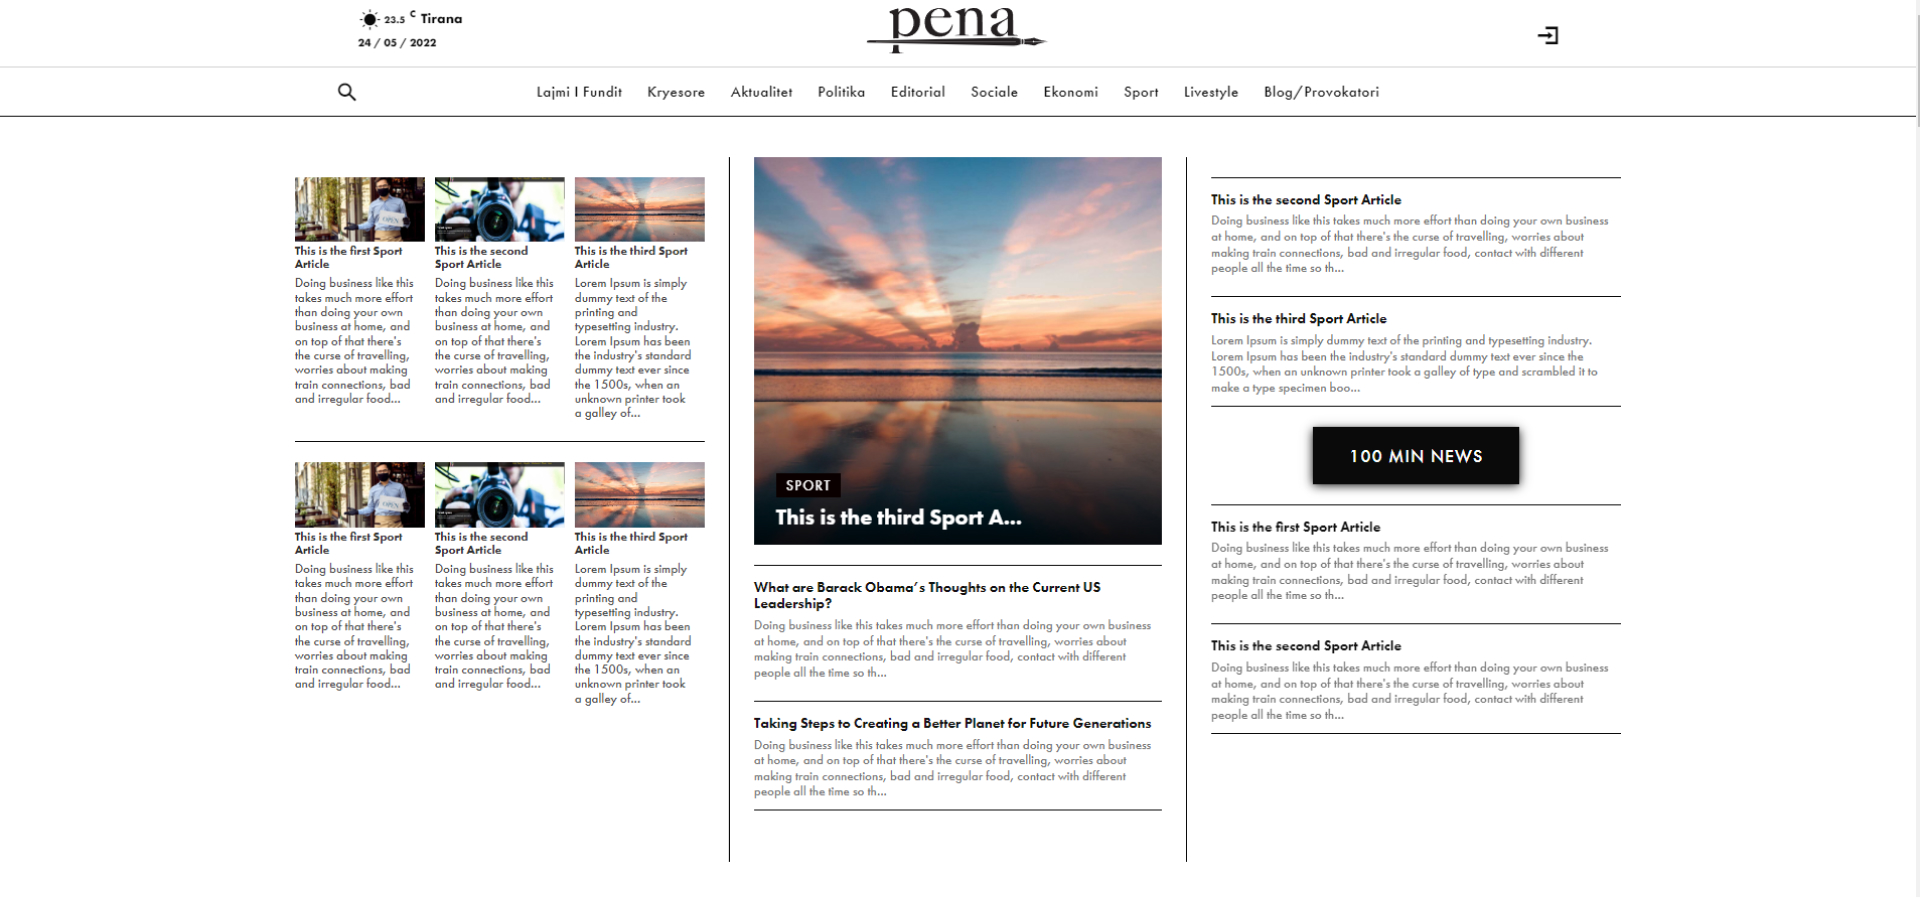 23.5 C Tirana
24 / 05 / 2022
pena
Lajmi I Fundit Kryesore Aktualitet Politika Editorial Sociale Ekonomi Sport Livestyle Blog/Provokatori
OPEN
This is the first Sport
Article
Doing business like this
takes much more effort
than doing your own
business at home, and
on top of that there's
the curse of travelling,
worries about making
train connections, bad
and irregular food...
This is the second
Sport Article
Doing business like this
takes much more effort
than doing your own
business at home, and
on top of that there's
the curse of travelling,
worries about making
train connections, bad
and irregular food...
This is the third Sport
Article
Lorem Ipsum is simply
dummy text of the
printing and
typesetting industry.
Lorem Ipsum has been
the industry's standard
dummy text ever since
the 1500s, when an
unknown printer took
a galley of...
OPEN
This is the first Sport
Article
Doing business like this
takes much more effort
than doing your own
business at home, and
on top of that there's
the curse of travelling,
worries about making
train connections, bad
and irregular food...
This is the second
Sport Article
Doing business like this
takes much more effort
than doing your own
business at home, and
on top of that there's
the curse of travelling,
worries about making
train connections, bad
and irregular food...
This is the third Sport
Article
Lorem Ipsum is simply
dummy text of the
printing and
typesetting industry.
Lorem Ipsum has been
the industry's standard
dummy text ever since
the 1500s, when an
unknown printer took
a galley of...
SPORT
This is the third Sport A...
What are Barack Obama's Thoughts on the Current US
Leadership?
Doing business like this takes much more effort than doing your own business
at home, and on top of that there's the curse of travelling, worries about
making train connections, bad and irregular food, contact with different
people all the time so th...
Taking Steps to Creating a Better Planet for Future Generations
Doing business like this takes much more effort than doing your own business
at home, and on top of that there's the curse of travelling, worries about
making train connections, bad and irregular food, contact with different
people all the time so th...
This is the second Sport Article
Doing business like this takes much more effort than doing your own business
at home, and on top of that there's the curse of travelling, worries about
making train connections, bad and irregular food, contact with different
people all the time so th...
This is the third Sport Article
Lorem Ipsum is simply dummy text of the printing and typesetting industry.
Lorem Ipsum has been the industry's standard dummy text ever since the
1500s, when an unknown printer took a galley of type and scrambled it to
make a type specimen boo...
100 MIN NEWS
This is the first Sport Article
Doing business like this takes much more effort than doing your own business
at home, and on top of that there's the curse of travelling, worries about
making train connections, bad and irregular food, contact with different
people all the time so th...
This is the second Sport Article
Doing business like this takes much more effort than doing your own business
at home, and on top of that there's the curse of travelling, worries about
making train connections, bad and irregular food, contact with different
people all the time so th...